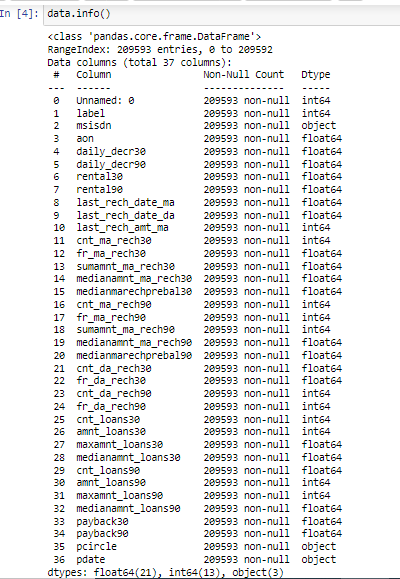 In [4]: data.info()
<class 'pandas.core.frame.DataFrame'>
RangeIndex: 209593 entries, 0 to 209592
Data columns (total 37 columns):
#   Column   Non-Null Count   Dtype
---  ------   --------------   -----
0   Unnamed: 0   209593 non-null   int64
1   label   209593 non-null   int64
2   msisdn   209593 non-null   object
3   aon   209593 non-null   float64
4   daily_decr30   209593 non-null   float64
5   daily_decr90   209593 non-null   float64
6   rental30   209593 non-null   float64
7   rental90   209593 non-null   float64
8   last_rech_date_ma   209593 non-null   float64
9   last_rech_date_da   209593 non-null   float64
10   last_rech_amt_ma   209593 non-null   int64
11   cnt_ma_rech30   209593 non-null   int64
12   fr_ma_rech30   209593 non-null   float64
13   sumamnt_ma_rech30   209593 non-null   float64
14   medianamnt_ma_rech30   209593 non-null   float64
15   medianmarechprebal30   209593 non-null   float64
16   cnt_ma_rech90   209593 non-null   int64
17   fr_ma_rech90   209593 non-null   int64
18   sumamnt_ma_rech90   209593 non-null   int64
19   medianamnt_ma_rech90   209593 non-null   float64
20   medianmarechprebal90   209593 non-null   float64
21   cnt_da_rech30   209593 non-null   float64
22   fr_da_rech30   209593 non-null   float64
23   cnt_da_rech90   209593 non-null   int64
24   fr_da_rech90   209593 non-null   int64
25   cnt_loans30   209593 non-null   int64
26   amnt_loans30   209593 non-null   int64
27   maxamnt_loans30   209593 non-null   float64
28   medianamnt_loans30   209593 non-null   float64
29   cnt_loans90   209593 non-null   float64
30   amnt_loans90   209593 non-null   int64
31   maxamnt_loans90   209593 non-null   int64
32   medianamnt_loans90   209593 non-null   float64
33   payback30   209593 non-null   float64
34   payback90   209593 non-null   float64
35   pcircle   209593 non-null   object
36   pdate   209593 non-null   object
dtypes: float64(21), int64(13), object(3)